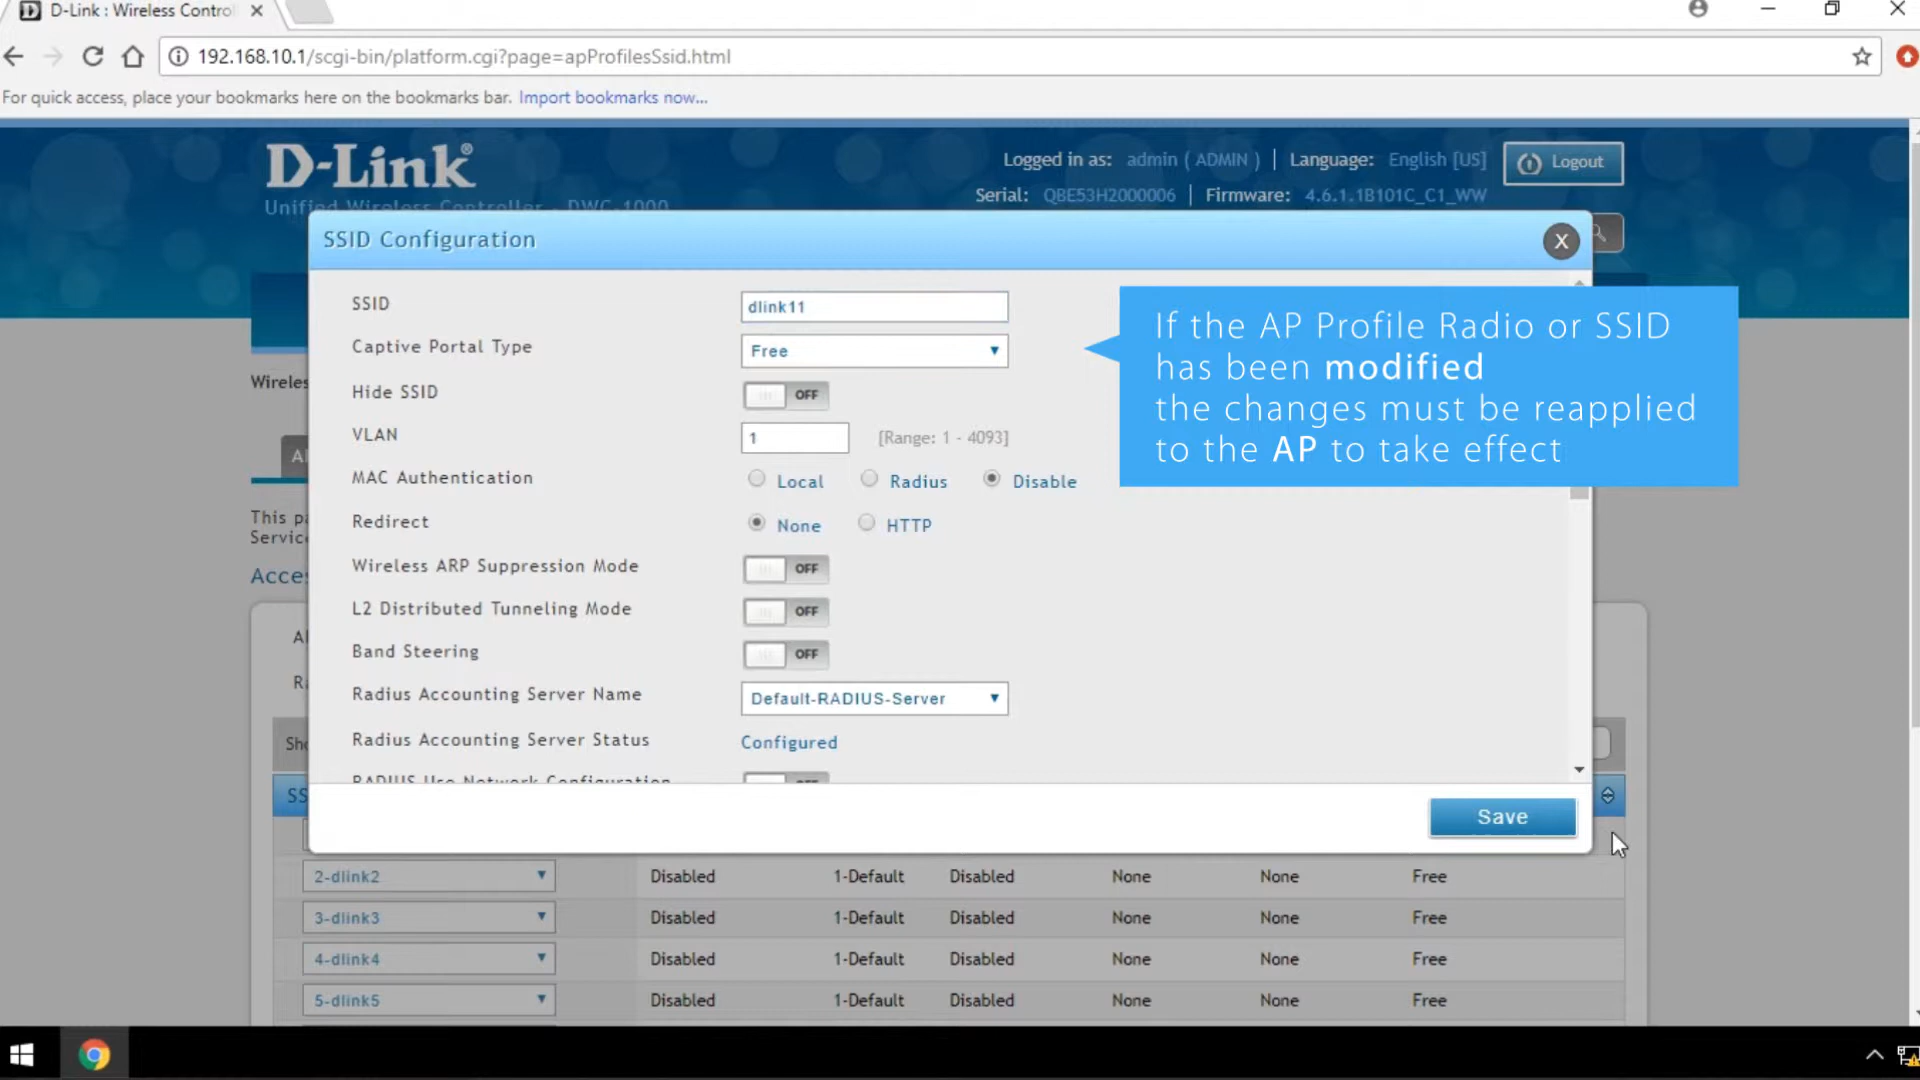 D-Link : Wireless Contro
192.168.10.1/scgi-bin/platform.cgi?page=apProfilesSsid.html
For quick access, place your bookmarks here on the bookmarks bar. Import bookmarks now...
D-Link®
Unified Wireless Controller - DWC-1000
Logged in as: admin ( ADMIN ) | Language: English [US]
Serial: QBE53H2000006 | Firmware: 4.6.1.1B101C_C1_WW
Logout
SSID Configuration
X
SSID dlink11
Captive Portal Type Free
Hide SSID OFF
VLAN 1 [Range: 1 - 4093]
MAC Authentication Local Radius Disable
Redirect None HTTP
Wireless ARP Suppression Mode OFF
L2 Distributed Tunneling Mode OFF
Band Steering OFF
Radius Accounting Server Name Default-RADIUS-Server
Radius Accounting Server Status Configured
RADIUS Use Network Configuration OFF
Save
If the AP Profile Radio or SSID
has been modified
the changes must be reapplied
to the AP to take effect
Wireles
This pa
Servic
Acces
Sho
SS
2-dlink2 Disabled 1-Default Disabled None None Free
3-dlink3 Disabled 1-Default Disabled None None Free
4-dlink4 Disabled 1-Default Disabled None None Free
5-dlink5 Disabled 1-Default Disabled None None Free